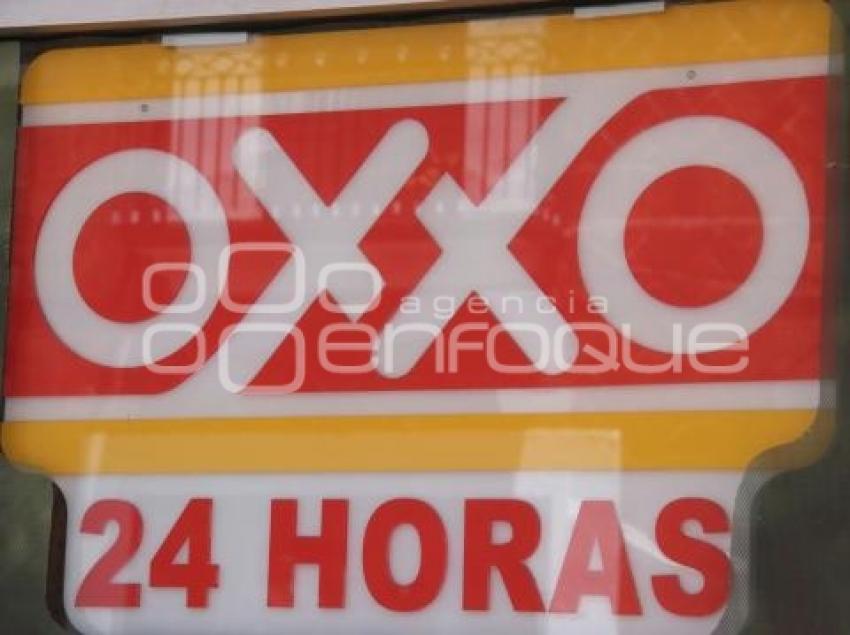 OXXO
agencia
enfoque
24 HORAS